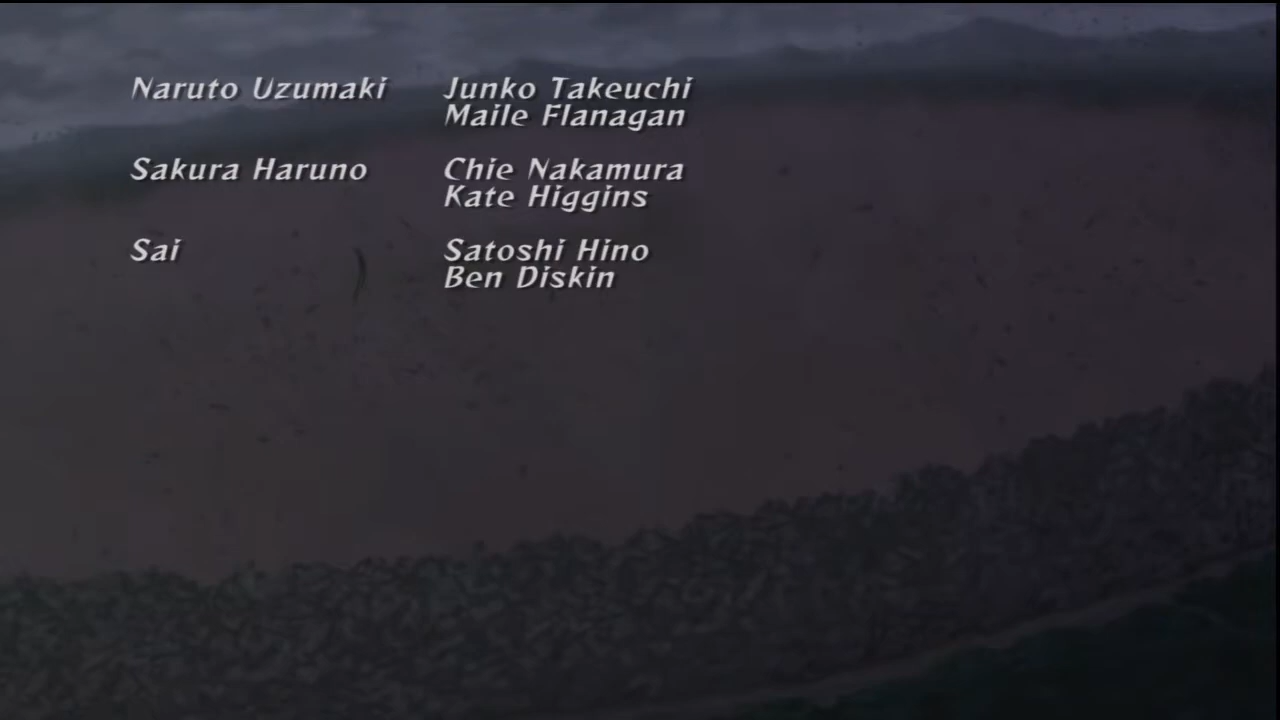 Naruto Uzumaki Junko Takeuchi
Maile Flanagan
Sakura Haruno Chie Nakamura
Kate Higgins
Sai Satoshi Hino
Ben Diskin